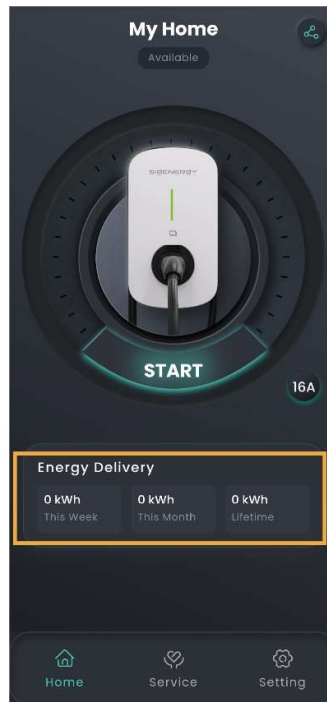 My Home
Available
SIGENERGY
START
16A
Energy Delivery
0 kWh 0 kWh 0 kWh
This Week This Month Lifetime
Home Service Setting